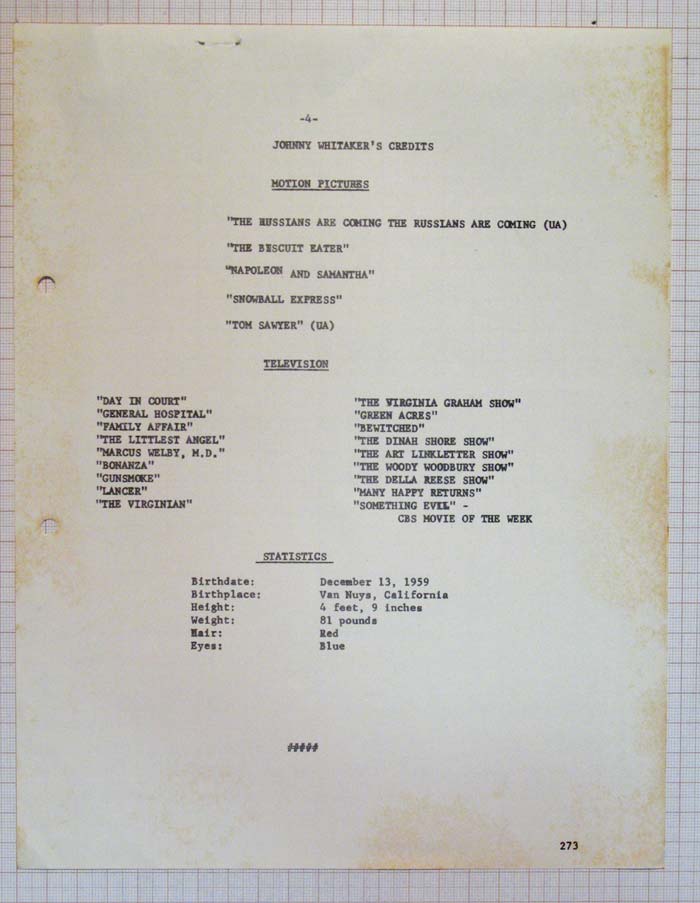 -4-
JOHNNY WHITAKER'S CREDITS
MOTION PICTURES
"THE RUSSIANS ARE COMING THE RUSSIANS ARE COMING (UA)
"THE BISCUIT EATER"
"NAPOLEON AND SAMANTHA"
"SNOWBALL EXPRESS"
"TOM SAWYER" (UA)
TELEVISION
"DAY IN COURT"
"GENERAL HOSPITAL"
"FAMILY AFFAIR"
"THE LITTLEST ANGEL"
"MARCUS WELBY, M.D."
"BONANZA"
"GUNSMOKE"
"LANCER"
"THE VIRGINIAN"
"THE VIRGINIA GRAHAM SHOW"
"GREEN ACRES"
"BEWITCHED"
"THE DINAH SHORE SHOW"
"THE ART LINKLETTER SHOW"
"THE WOODY WOODBURY SHOW"
"THE DELLA REESE SHOW"
"MANY HAPPY RETURNS"
"SOMETHING EVIL" -
CBS MOVIE OF THE WEEK
STATISTICS
Birthdate: December 13, 1959
Birthplace: Van Nuys, California
Height: 4 feet, 9 inches
Weight: 81 pounds
Hair: Red
Eyes: Blue
#####
273